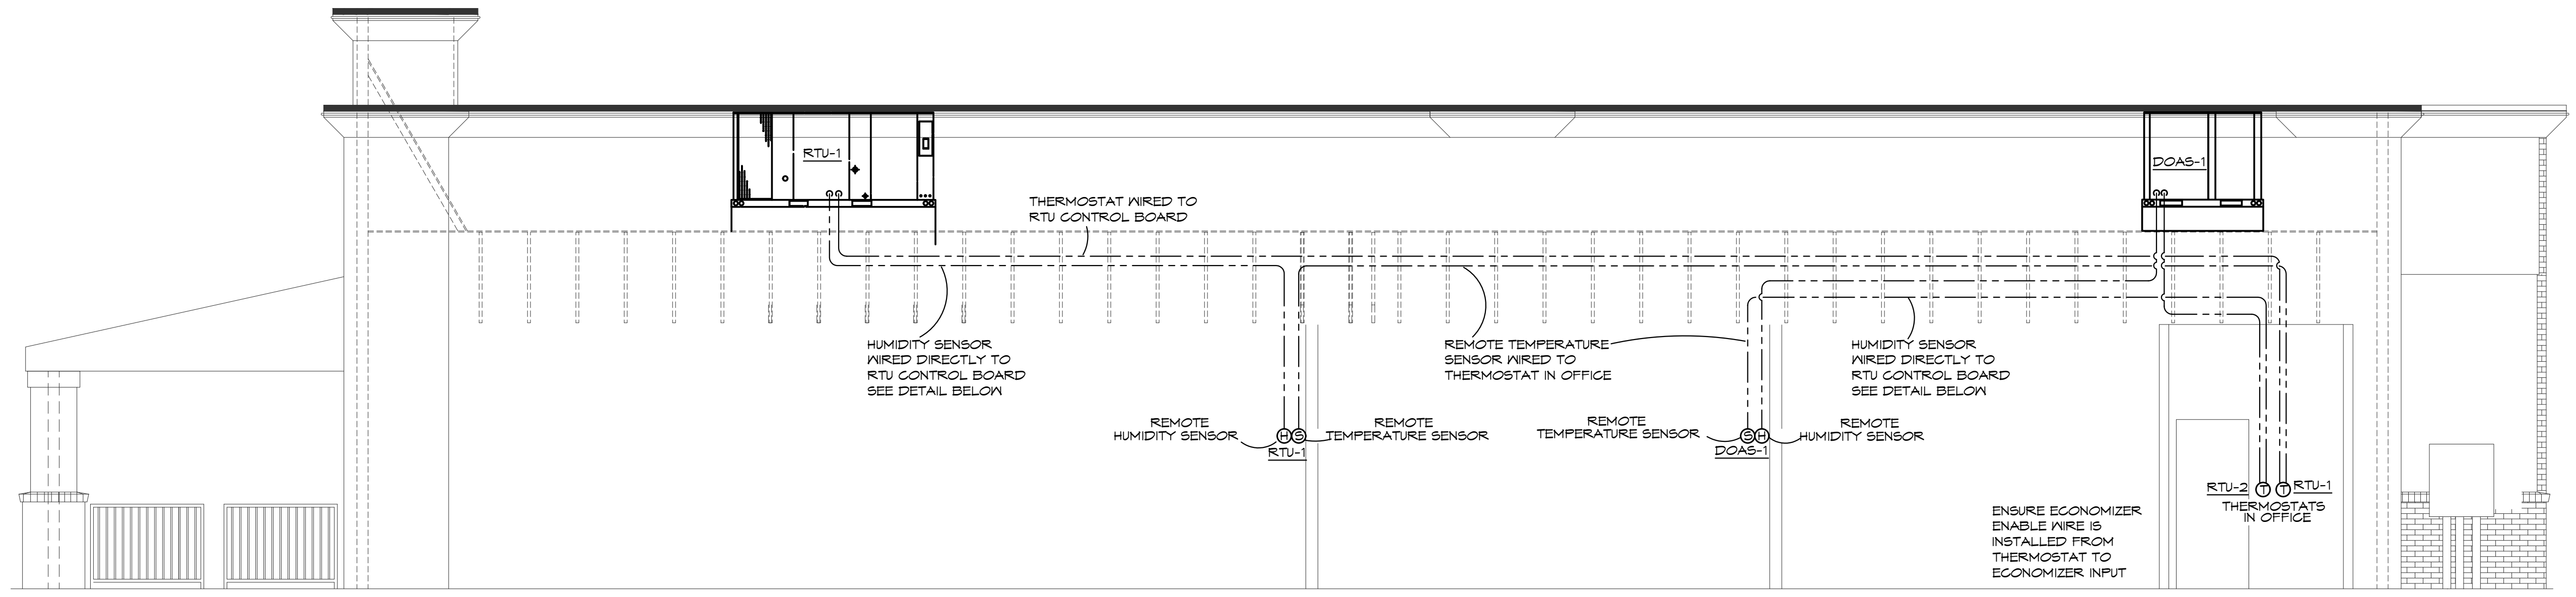 RTU-1
DOAS-1
THERMOSTAT WIRED TO
RTU CONTROL BOARD
HUMIDITY SENSOR
WIRED DIRECTLY TO
RTU CONTROL BOARD
SEE DETAIL BELOW
REMOTE TEMPERATURE
SENSOR WIRED TO
THERMOSTAT IN OFFICE
HUMIDITY SENSOR
WIRED DIRECTLY TO
RTU CONTROL BOARD
SEE DETAIL BELOW
REMOTE
HUMIDITY SENSOR
H
S
RTU-1
REMOTE
TEMPERATURE SENSOR
REMOTE
TEMPERATURE SENSOR
S
H
DOAS-1
REMOTE
HUMIDITY SENSOR
RTU-2
T
T
RTU-1
THERMOSTATS
IN OFFICE
ENSURE ECONOMIZER
ENABLE WIRE IS
INSTALLED FROM
THERMOSTAT TO
ECONOMIZER INPUT